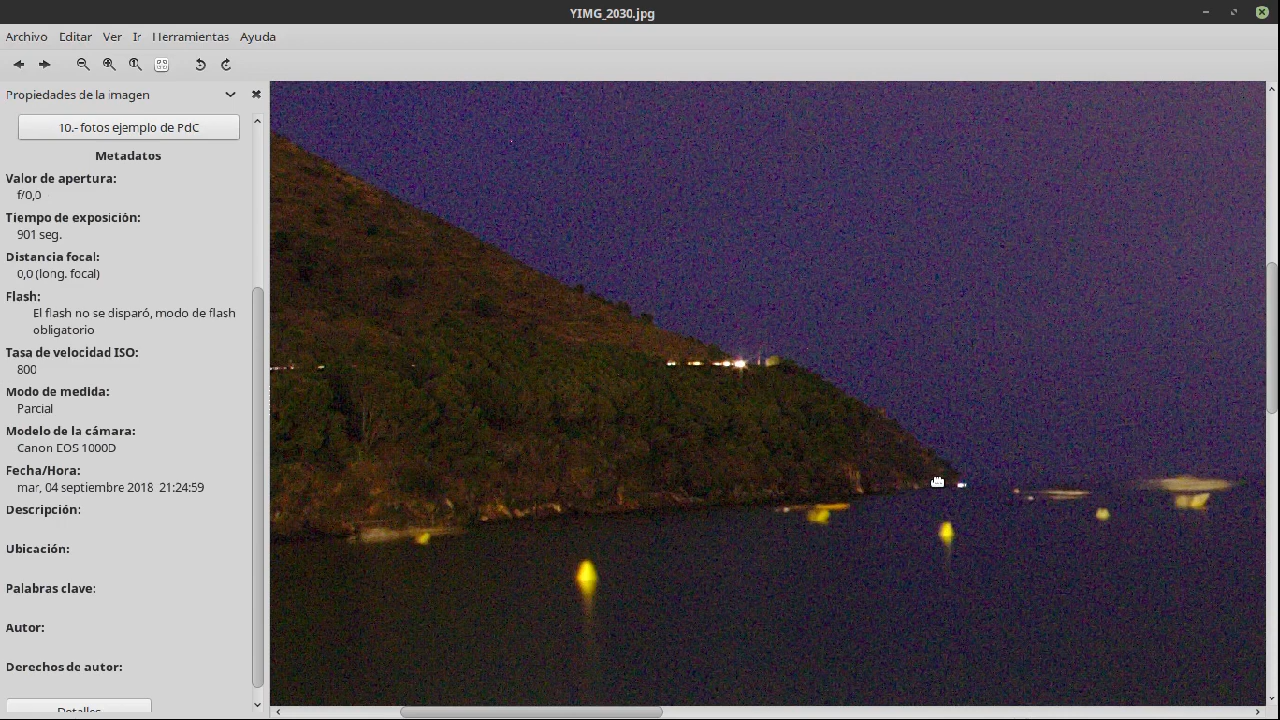 YIMG_2030.jpg
Archivo Editar Ver Ir Herramientas Ayuda
Propiedades de la imagen
10.- fotos ejemplo de PdC
Metadatos
Valor de apertura:
f/0,0
Tiempo de exposición:
901 seg.
Distancia focal:
0,0 (long. focal)
Flash:
El flash no se disparó, modo de flash
obligatorio
Tasa de velocidad ISO:
800
Modo de medida:
Parcial
Modelo de la cámara:
Canon EOS 1000D
Fecha/Hora:
mar, 04 septiembre 2018 21:24:59
Descripción:
Ubicación:
Palabras clave:
Autor:
Derechos de autor:
Detalles